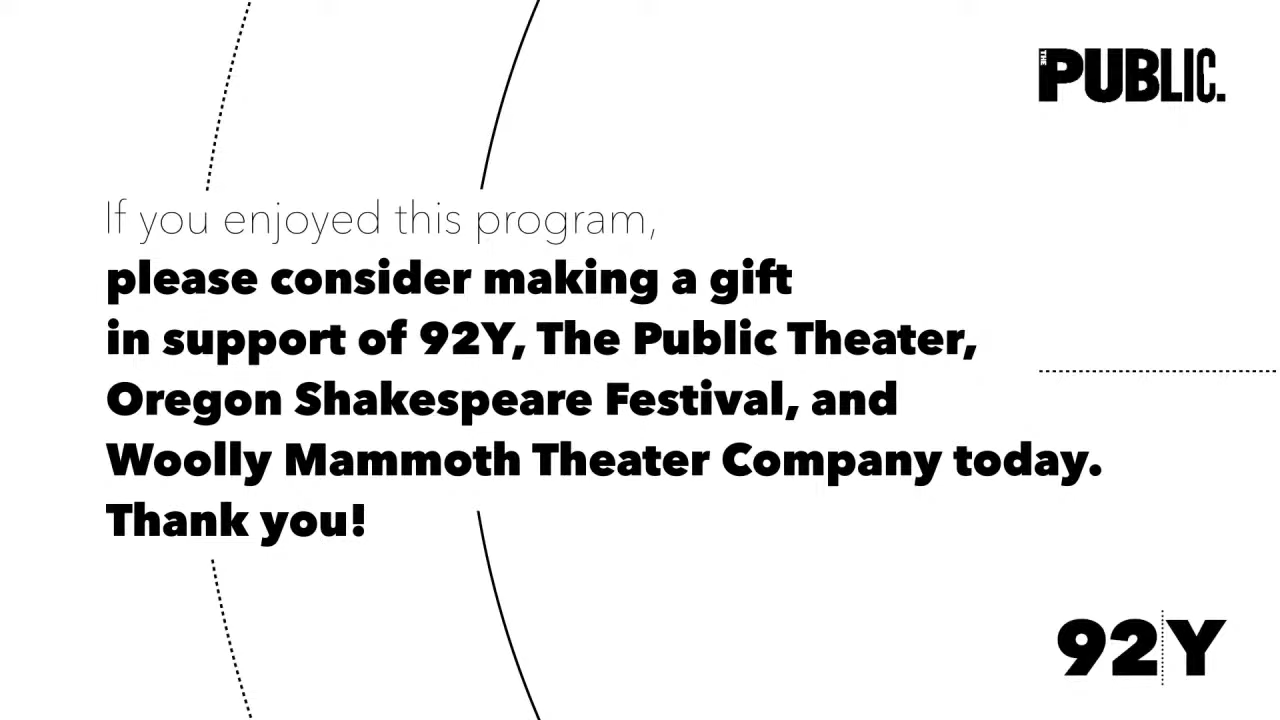 THE PUBLIC.
If you enjoyed this program,
please consider making a gift
in support of 92Y, The Public Theater,
Oregon Shakespeare Festival, and
Woolly Mammoth Theater Company today.
Thank you!
92Y